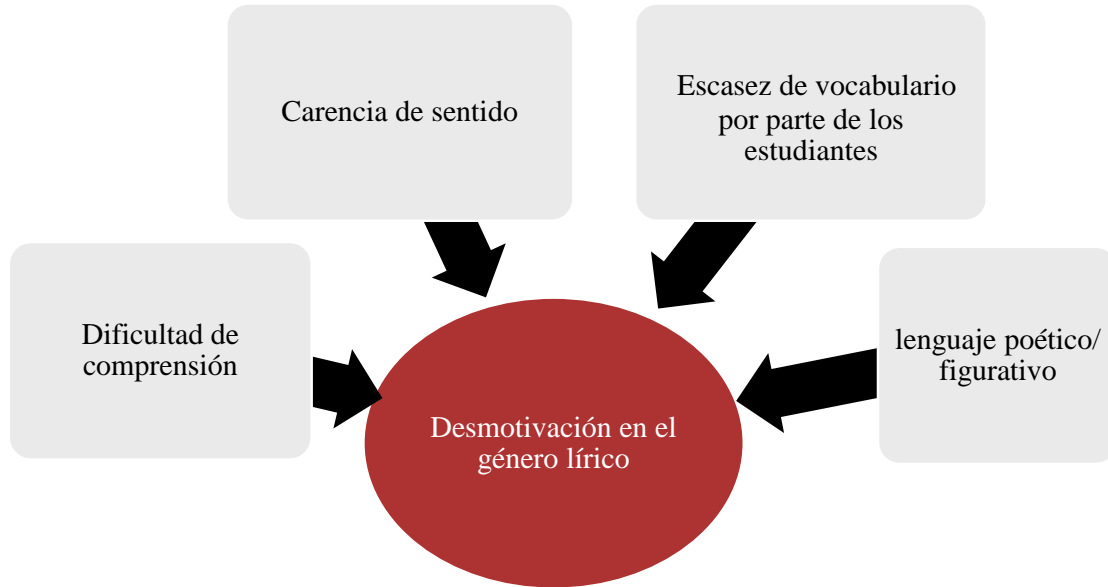 Carencia de sentido
Escasez de vocabulario
por parte de los
estudiantes
Dificultad de
comprensión
lenguaje poético/
figurativo
Desmotivación en el
género lírico